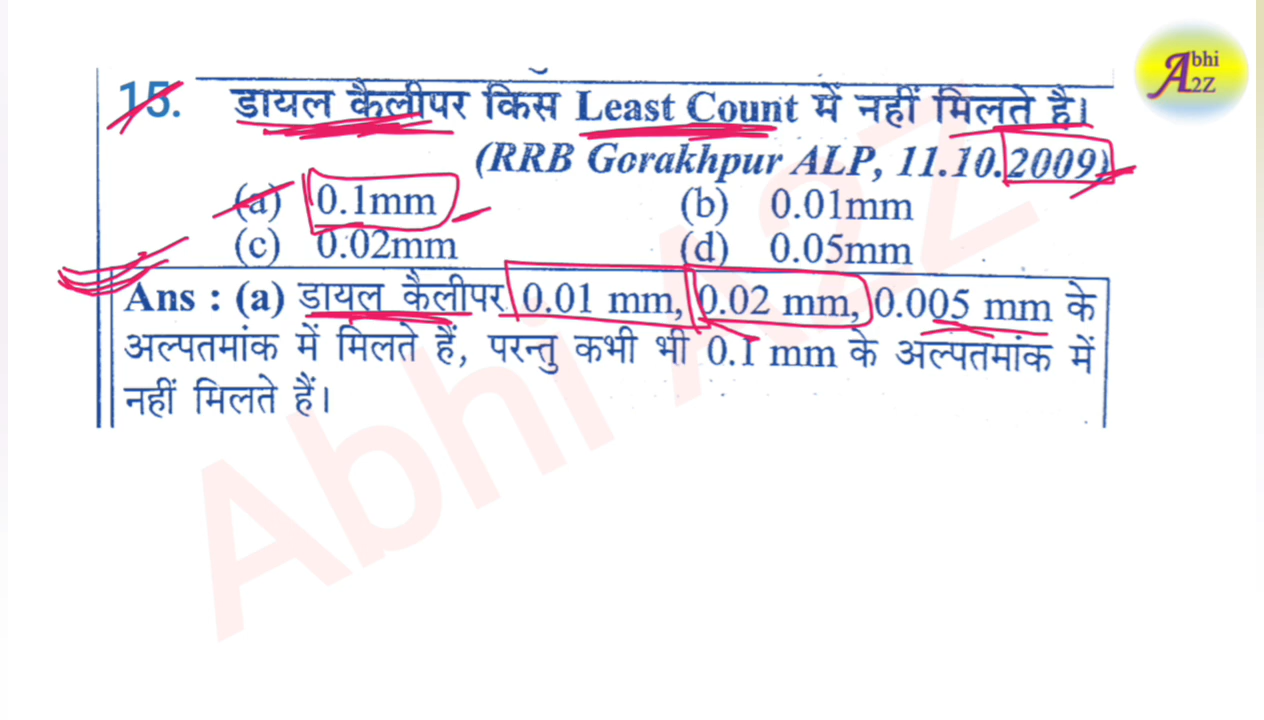 Abhi
A2Z
15. डायल कैलीपर किस Least Count में नहीं मिलते है।
(RRB Gorakhpur ALP, 11.10.2009)
(a) 0.1mm (b) 0.01mm
(c) 0.02mm (d) 0.05mm
Ans : (a) डायल कैलीपर 0.01 mm, 0.02 mm, 0.005 mm के
अल्पतमांक में मिलते हैं, परन्तु कभी भी 0.1 mm के अल्पतमांक में
नहीं मिलते हैं।
Abhi A2Z